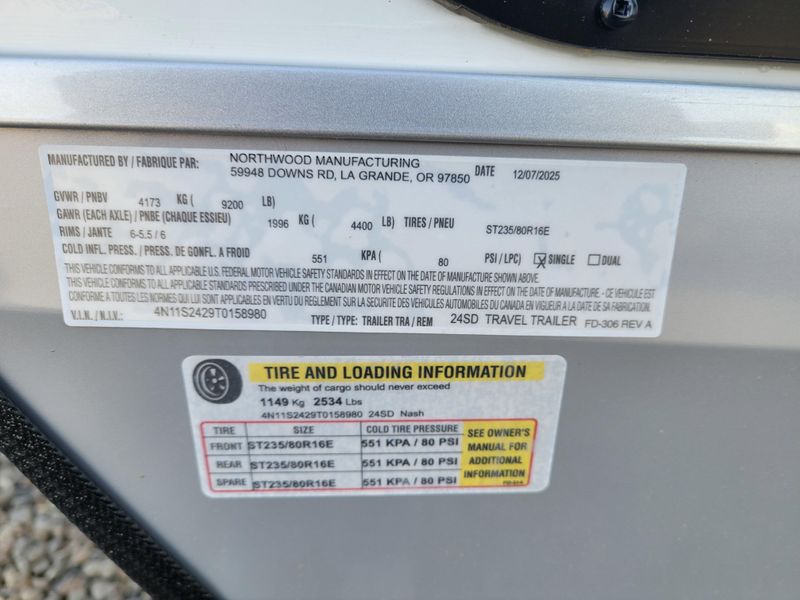 MANUFACTURED BY / FABRIQUE PAR: NORTHWOOD MANUFACTURING
59948 DOWNS RD, LA GRANDE, OR 97850 DATE 12/07/2025
GVWR / PNBV 4173 KG ( 9200 LB)
GAWR (EACH AXLE) / PNBE (CHAQUE ESSIEU) 1996 KG ( 4400 LB) TIRES / PNEU ST235/80R16E
RIMS / JANTE 6-5.5 / 6
COLD INFL. PRESS. / PRESS. DE GONFL. A FROID 551 KPA ( 80 PSI / LPC) X SINGLE DUAL
THIS VEHICLE CONFORMS TO ALL APPLICABLE U.S. FEDERAL MOTOR VEHICLE SAFETY STANDARDS IN EFFECT ON THE DATE OF MANUFACTURE SHOWN ABOVE.
THIS VEHICLE CONFORMS TO ALL APPLICABLE STANDARDS PRESCRIBED UNDER THE CANADIAN MOTOR VEHICLE SAFETY REGULATIONS IN EFFECT ON THE DATE OF MANUFACTURE. - CE VEHICULE EST
CONFORME A TOUTES LES NORMES QUI LUI SONT APPLICABLES EN VERTU DU REGLEMENT SUR LA SECURITE DES VEHICULES AUTOMOBILES DU CANADA EN VIGUEUR A LA DATE DE SA FABRICATION.
V.I.N. / N.I.V.: 4N11S2429T0158980 TYPE / TYPE: TRAILER TRA / REM 24SD TRAVEL TRAILER FD-306 REV A
TIRE AND LOADING INFORMATION
The weight of cargo should never exceed
1149 Kg 2534 Lbs
4N11S2429T0158980 24SD Nash
TIRE SIZE COLD TIRE PRESSURE
FRONT ST235/80R16E 551 KPA / 80 PSI
REAR ST235/80R16E 551 KPA / 80 PSI
SPARE ST235/80R16E 551 KPA / 80 PSI
SEE OWNER'S
MANUAL FOR
ADDITIONAL
INFORMATION